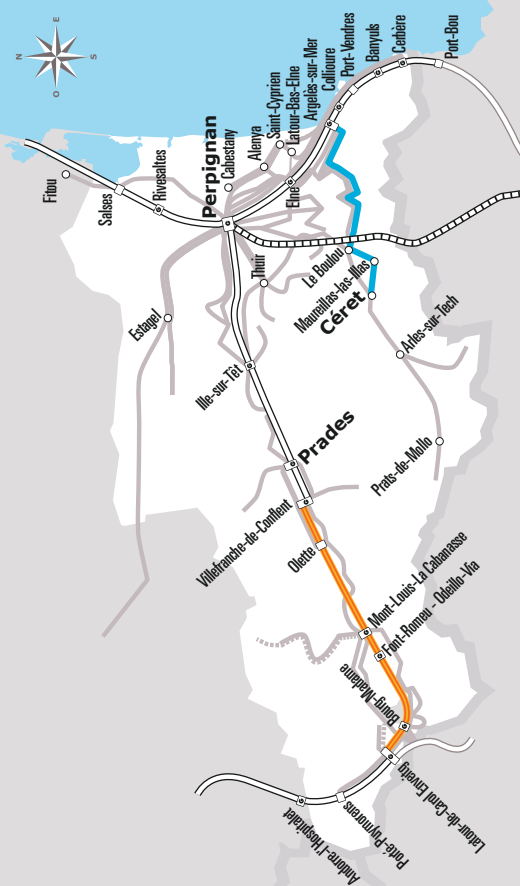 N
E
S
O
Fitou
Salses
Rivesaltes
Perpignan
Cabestany
Alenya
Saint-Cyprien
Latour-Bas-Elne
Elne
Argelès-sur-Mer
Collioure
Port-Vendres
Banyuls
Cerbère
Port-Bou
Estagel
Thuir
Le Boulou
Maureillas-las-Illas
Céret
Arles-sur-Tech
Prats-de-Mollo
Ille-sur-Têt
Prades
Villefranche-de-Conflent
Olette
Mont-Louis-La Cabanasse
Font-Romeu - Odeillo-Via
Bourg-Madame
Latour-de-Carol Enveitg
Porté-Puymorens
Andorre-l'Hospitalet